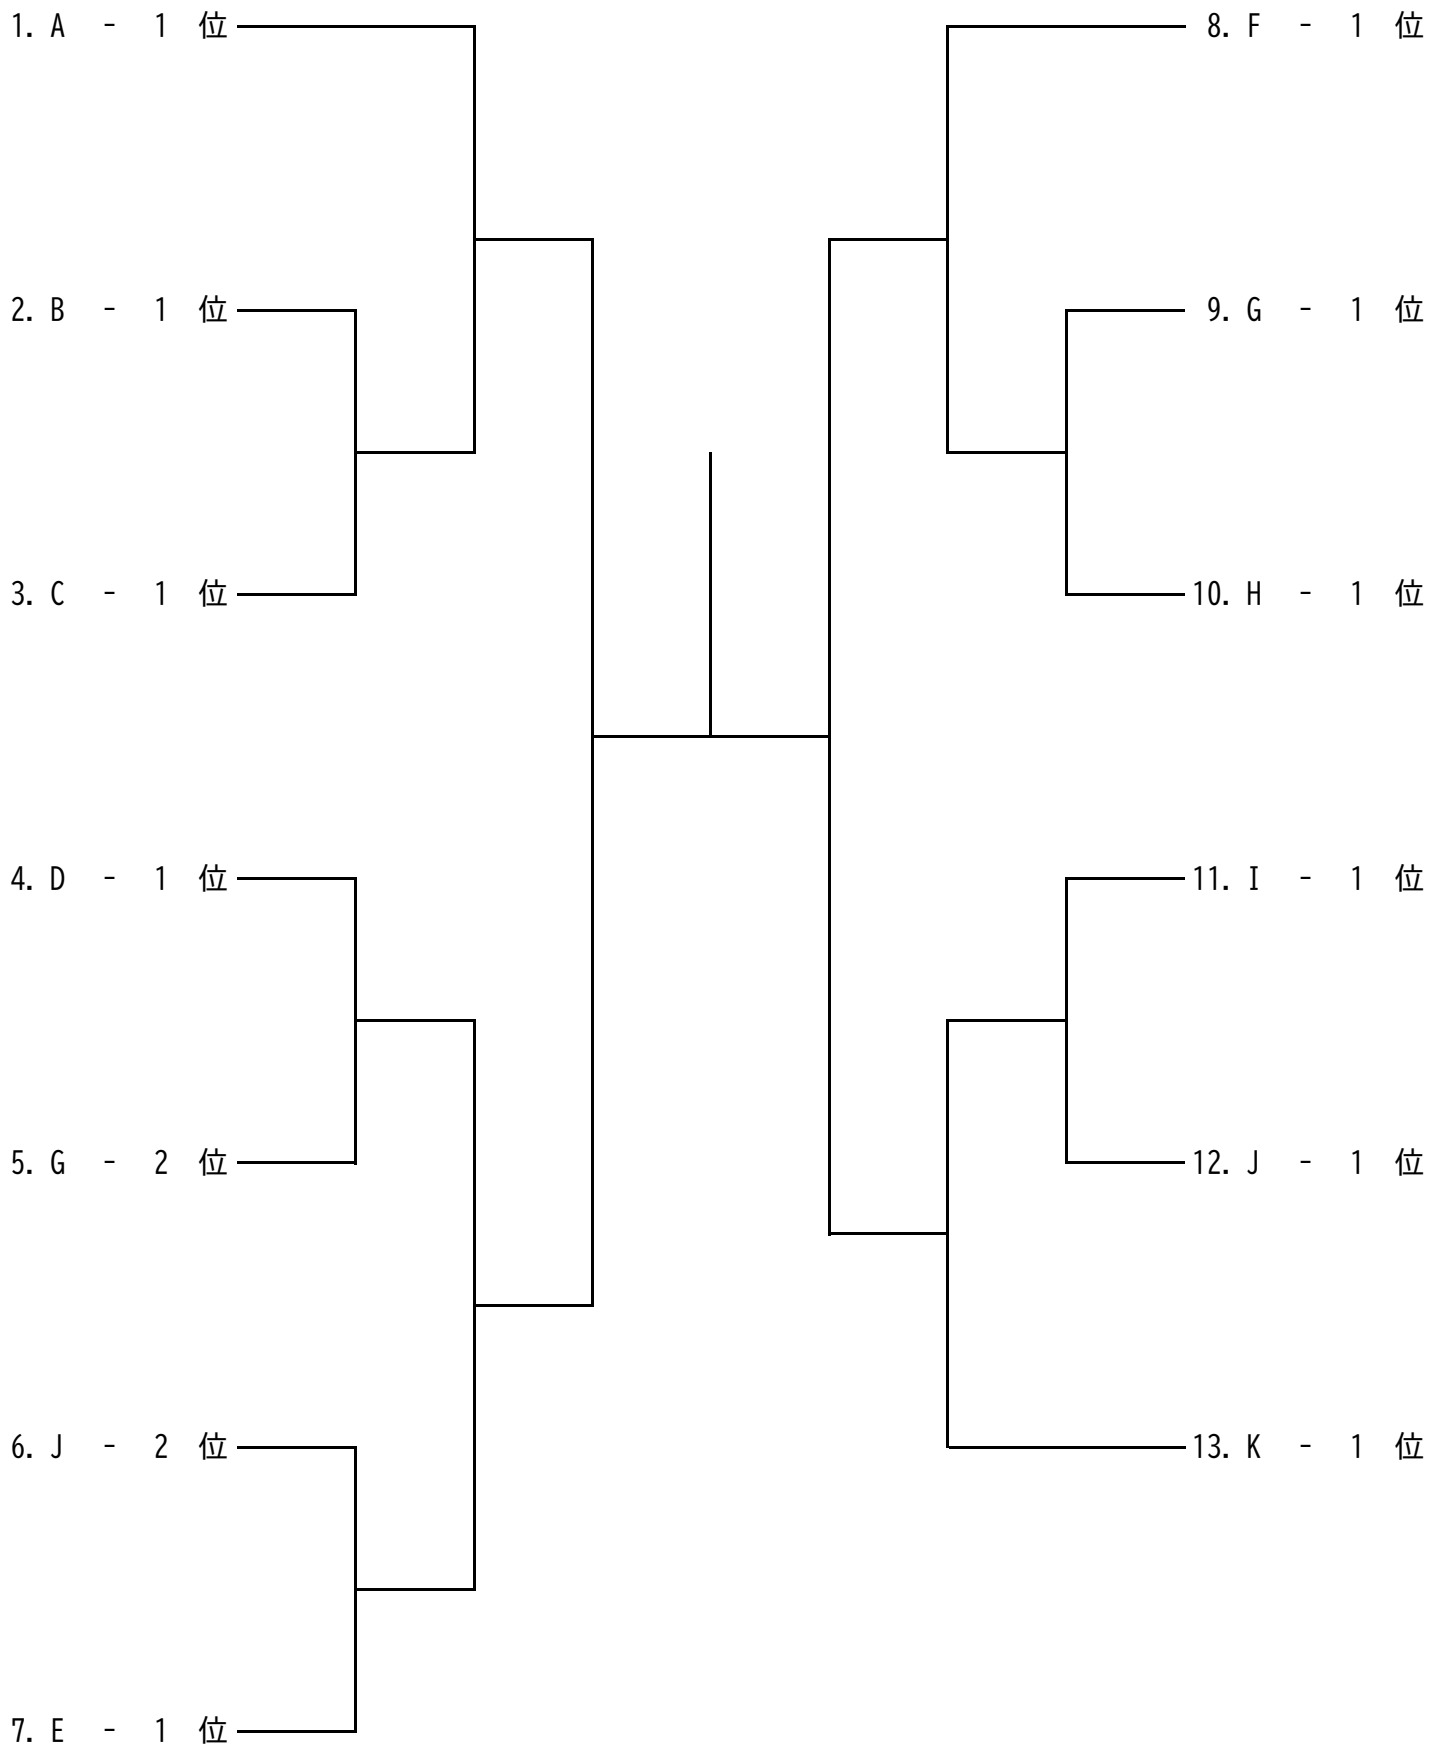 1. A - 1 位
2. B - 1 位
3. C - 1 位
4. D - 1 位
5. G - 2 位
6. J - 2 位
7. E - 1 位
8. F - 1 位
9. G - 1 位
10. H - 1 位
11. I - 1 位
12. J - 1 位
13. K - 1 位